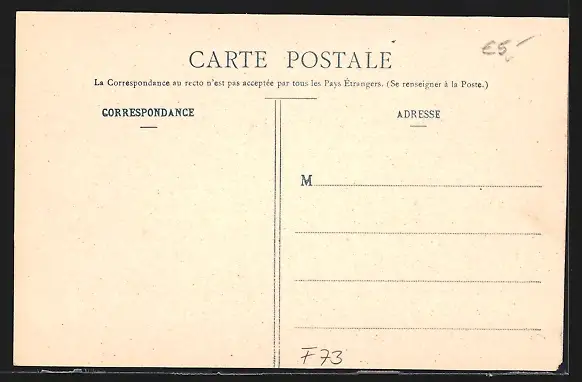 CARTE POSTALE
€5,-
La Correspondance au recto n'est pas acceptée par tous les Pays Étrangers. (Se renseigner à la Poste.)
CORRESPONDANCE
ADRESSE
M
F73